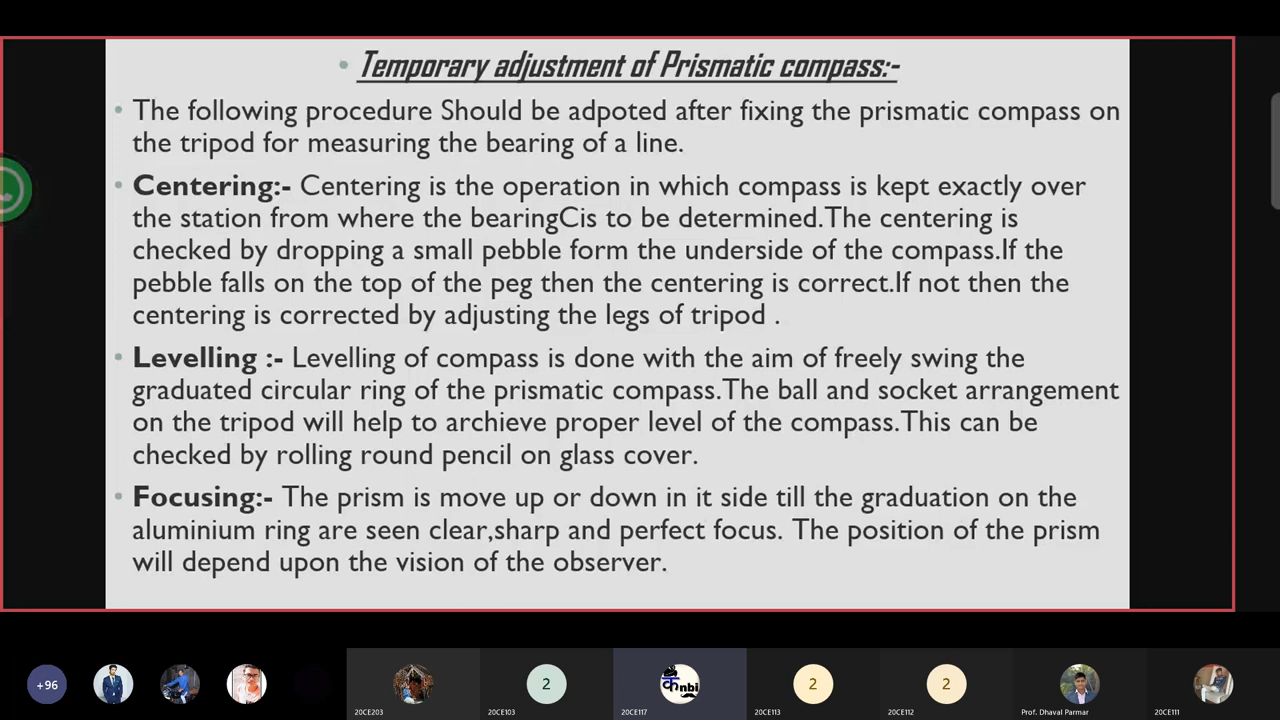 Temporary adjustment of Prismatic compass:-
The following procedure Should be adpoted after fixing the prismatic compass on
the tripod for measuring the bearing of a line.
Centering:- Centering is the operation in which compass is kept exactly over
the station from where the bearingCis to be determined.The centering is
checked by dropping a small pebble form the underside of the compass.If the
pebble falls on the top of the peg then the centering is correct.If not then the
centering is corrected by adjusting the legs of tripod .
Levelling :- Levelling of compass is done with the aim of freely swing the
graduated circular ring of the prismatic compass.The ball and socket arrangement
on the tripod will help to archieve proper level of the compass.This can be
checked by rolling round pencil on glass cover.
Focusing:- The prism is move up or down in it side till the graduation on the
aluminium ring are seen clear,sharp and perfect focus. The position of the prism
will depend upon the vision of the observer.
+96
2
कnbi
2
2
20CE203
20CE103
20CE117
20CE113
20CE112
Prof. Dhaval Parmar
20CE111